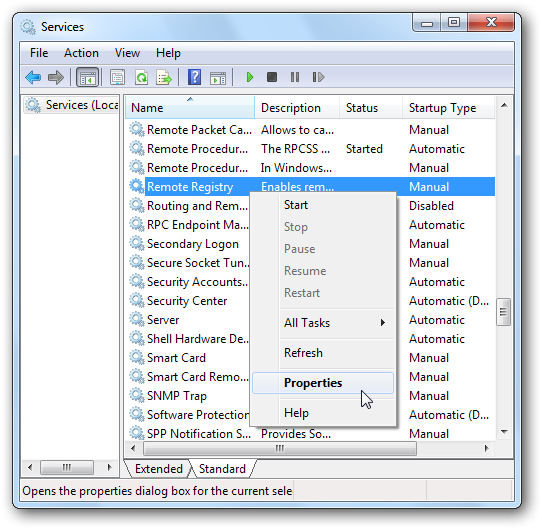 Services
File Action View Help
Services (Loca
Name Description Status Startup Type
Remote Packet Ca... Allows to ca... Manual
Remote Procedur... The RPCSS ... Started Automatic
Remote Procedur... In Windows... Manual
Remote Registry Enables rem... Manual
Routing and Rem... Disabled
RPC Endpoint Ma... Automatic
Secondary Logon Manual
Secure Socket Tun... Manual
Security Accounts... Automatic
Security Center Automatic (D...
Server Automatic
Shell Hardware De... Automatic
Smart Card Manual
Smart Card Remo... Manual
SNMP Trap Manual
Software Protection Automatic (D...
SPP Notification S... Provides So... Manual
Start
Stop
Pause
Resume
Restart
All Tasks
Refresh
Properties
Help
Extended Standard
Opens the properties dialog box for the current sele